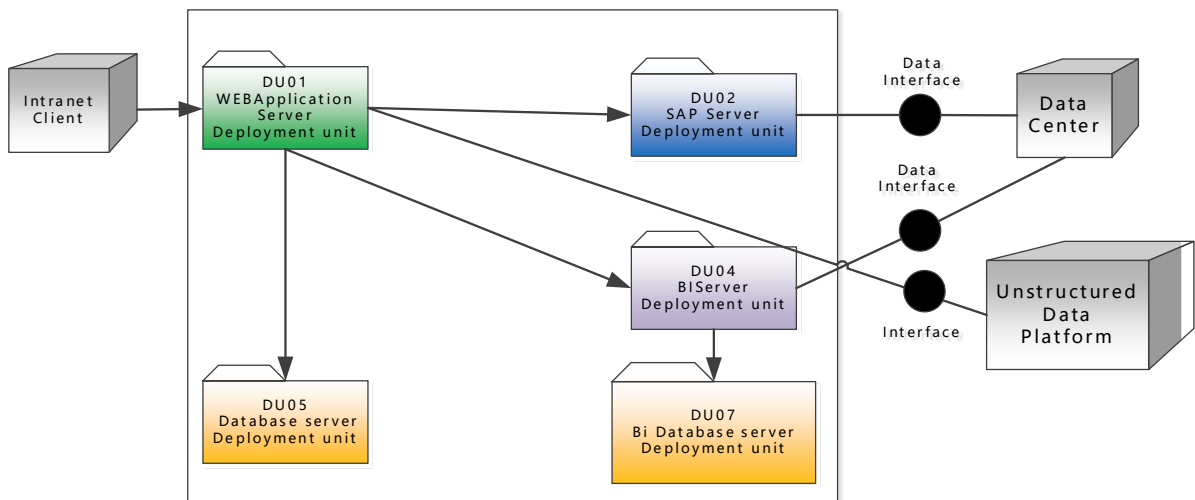 Intranet
Client
DU01
WEBApplication
Server
Deployment unit
DU02
SAP Server
Deployment unit
Data
Interface
Data
Center
Data
Interface
DU04
BIServer
Deployment unit
Unstructured
Data
Platform
Interface
DU05
Database server
Deployment unit
DU07
Bi Database server
Deployment unit